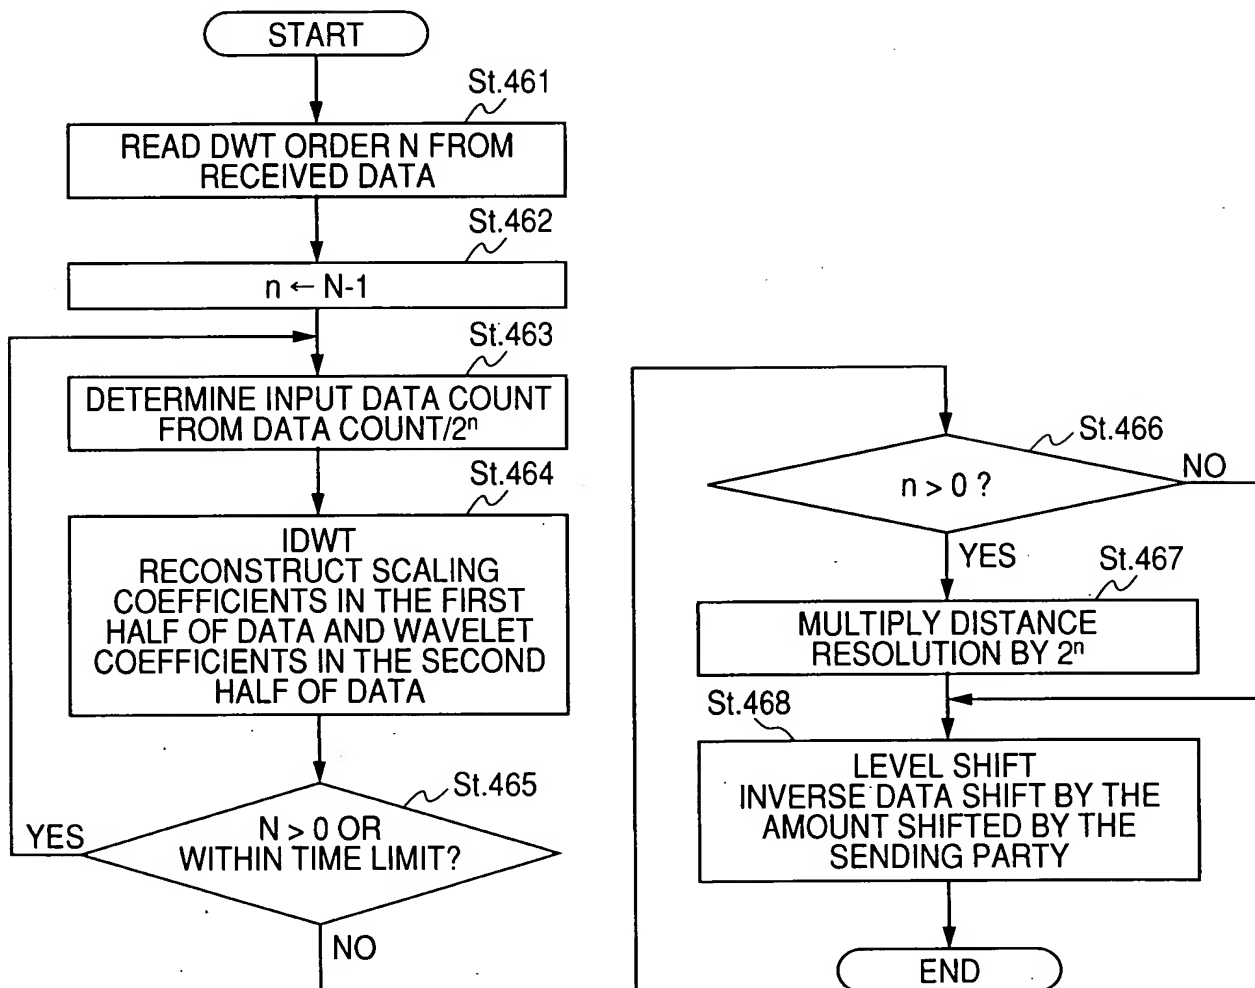 START
St.461
READ DWT ORDER N FROM
RECEIVED DATA
St.462
n ← N-1
St.463
DETERMINE INPUT DATA COUNT
FROM DATA COUNT/2ⁿ
St.464
IDWT
RECONSTRUCT SCALING
COEFFICIENTS IN THE FIRST
HALF OF DATA AND WAVELET
COEFFICIENTS IN THE SECOND
HALF OF DATA
St.465
N > 0 OR
WITHIN TIME LIMIT?
YES
NO
St.466
n > 0 ?
NO
YES
St.467
MULTIPLY DISTANCE
RESOLUTION BY 2ⁿ
St.468
LEVEL SHIFT
INVERSE DATA SHIFT BY THE
AMOUNT SHIFTED BY THE
SENDING PARTY
END